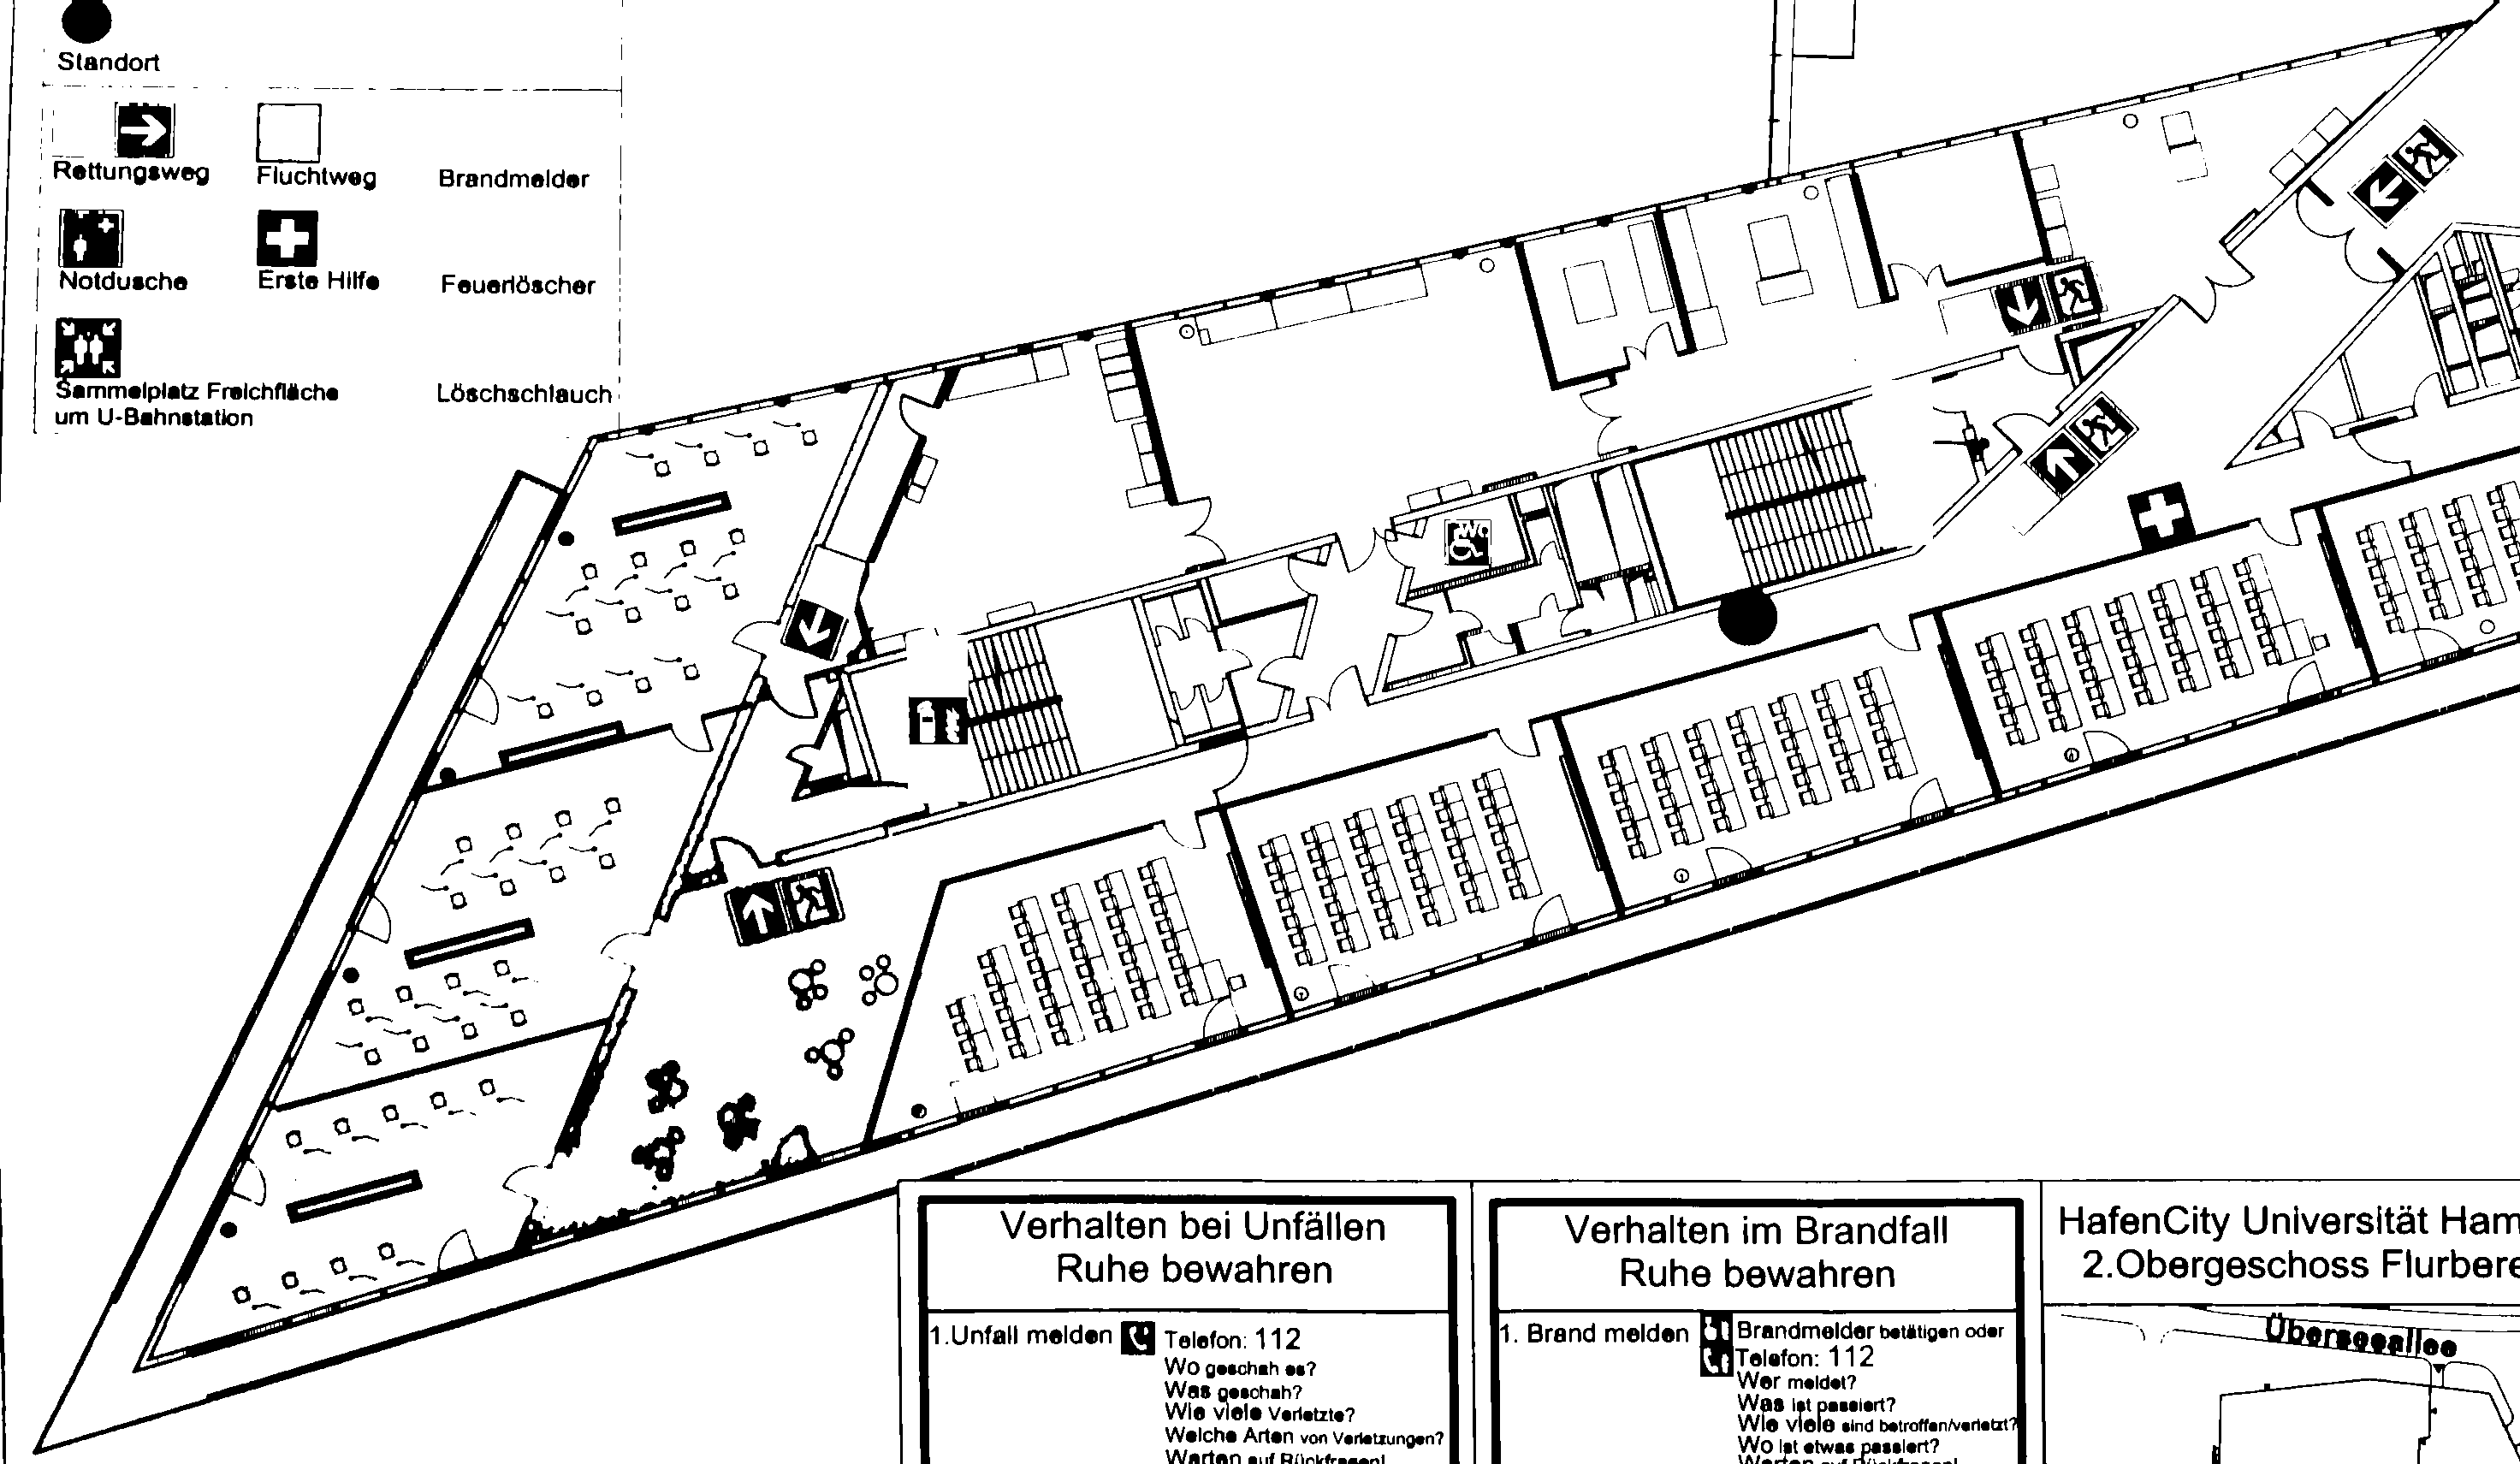 Standort
Rettungsweg
Fluchtweg
Brandmelder
Notdusche
Erste Hilfe
Feuerlöscher
Sammelplatz Freichfläche
um U-Bahnstation
Löschschlauch
WC
Verhalten bei Unfällen
Ruhe bewahren
1.Unfall melden
Telefon: 112
Wo geschah es?
Was geschah?
Wie viele Verletzte?
Welche Arten von Verletzungen?
Warten auf Rückfragen!
Verhalten im Brandfall
Ruhe bewahren
1. Brand melden
Brandmelder betätigen oder
Telefon: 112
Wer meldet?
Was ist passiert?
Wie viele sind betroffen/verletzt?
Wo ist etwas passiert?
Warten auf Rückfragen!
HafenCity Universität Ham
2.Obergeschoss Flurbere
Überseeallee